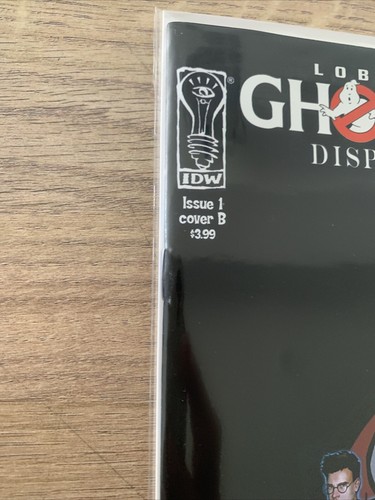 LOB
GH
DISP
®
IDW
Issue 1
cover B
$3.99